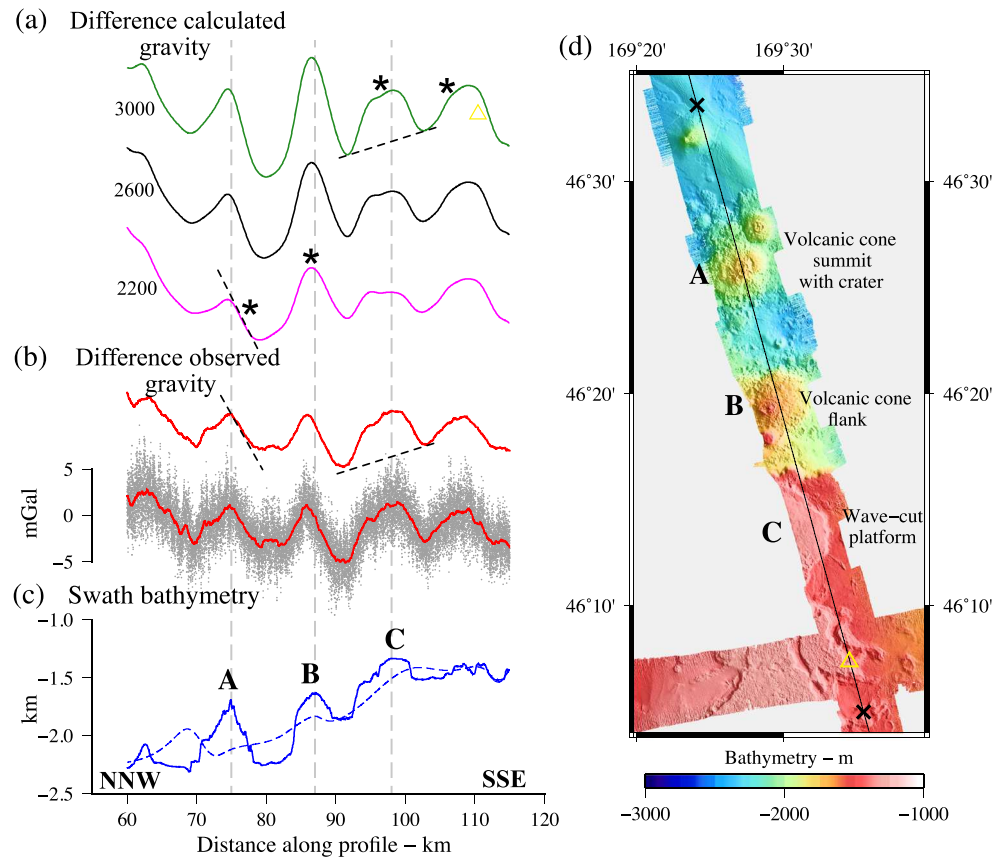 (a) Difference calculated
gravity
3000
2600
2200
*
*
*
*
(b) Difference observed
gravity
5
0
−5
mGal
(c) Swath bathymetry
−1.0
−1.5
−2.0
−2.5
km
A
B
C
NNW
SSE
60 70 80 90 100 110 120
Distance along profile − km
(d)
169˚20' 169˚30'
46˚30'
46˚20'
46˚10'
46˚30'
46˚20'
46˚10'
A
Volcanic cone
summit
with crater
B
Volcanic cone
flank
C
Wave−cut
platform
Bathymetry − m
−3000 −2000 −1000